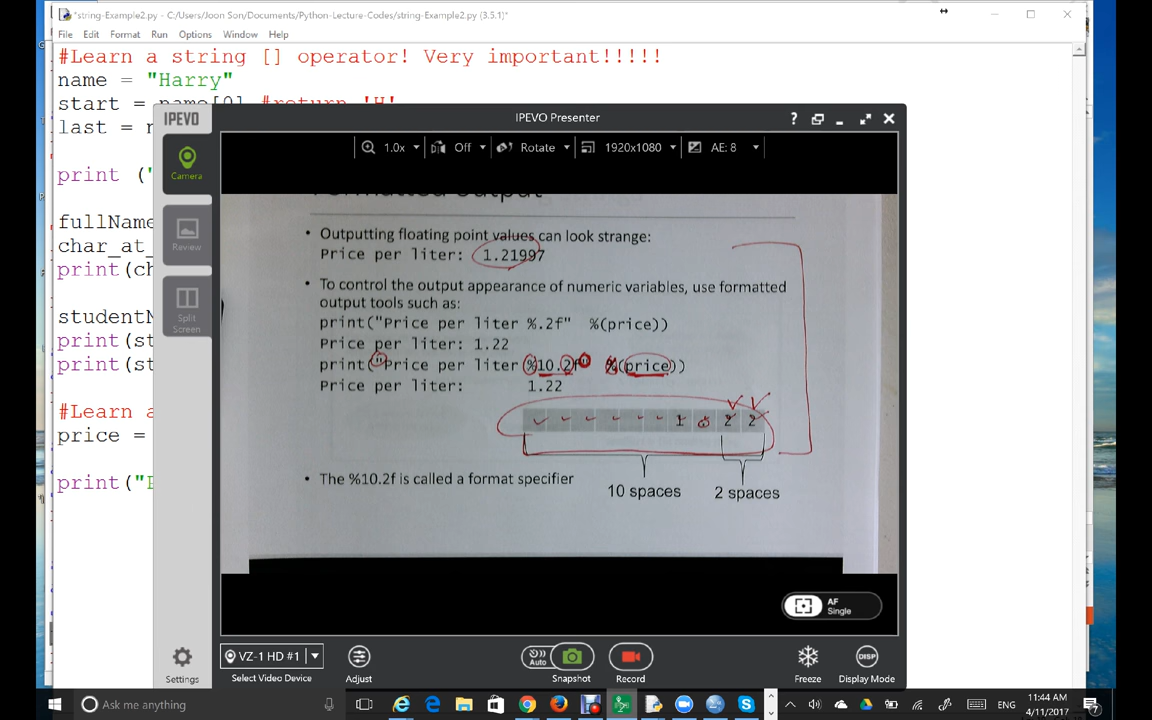 *string-Example2.py - C:/Users/Joon Son/Documents/Python-Lecture-Codes/string-Example2.py (3.5.1)*
File Edit Format Run Options Window Help
#Learn a string [] operator! Very important!!!!!
name = "Harry"
start = name[0] #return 'H'
last = n
print ("
fullName
char_at_
print(ch
studentN
print(st
print(st
#Learn a
price =
print("P
IPEVO
IPEVO Presenter
?
Camera
Review
Split
Screen
Settings
1.0x
Off
Rotate
1920x1080
AE: 8
Formatted Output
• Outputting floating point values can look strange:
Price per liter: 1.21997
• To control the output appearance of numeric variables, use formatted
output tools such as:
print("Price per liter %.2f" %(price))
Price per liter: 1.22
print("Price per liter %10.2f" %(price))
Price per liter: 1.22
1 . 2 2
10 spaces 2 spaces
• The %10.2f is called a format specifier
AF
Single
VZ-1 HD #1
Auto
DISP
Select Video Device
Adjust
Snapshot
Record
Freeze
Display Mode
Ask me anything
ENG
11:44 AM
4/11/2017
7